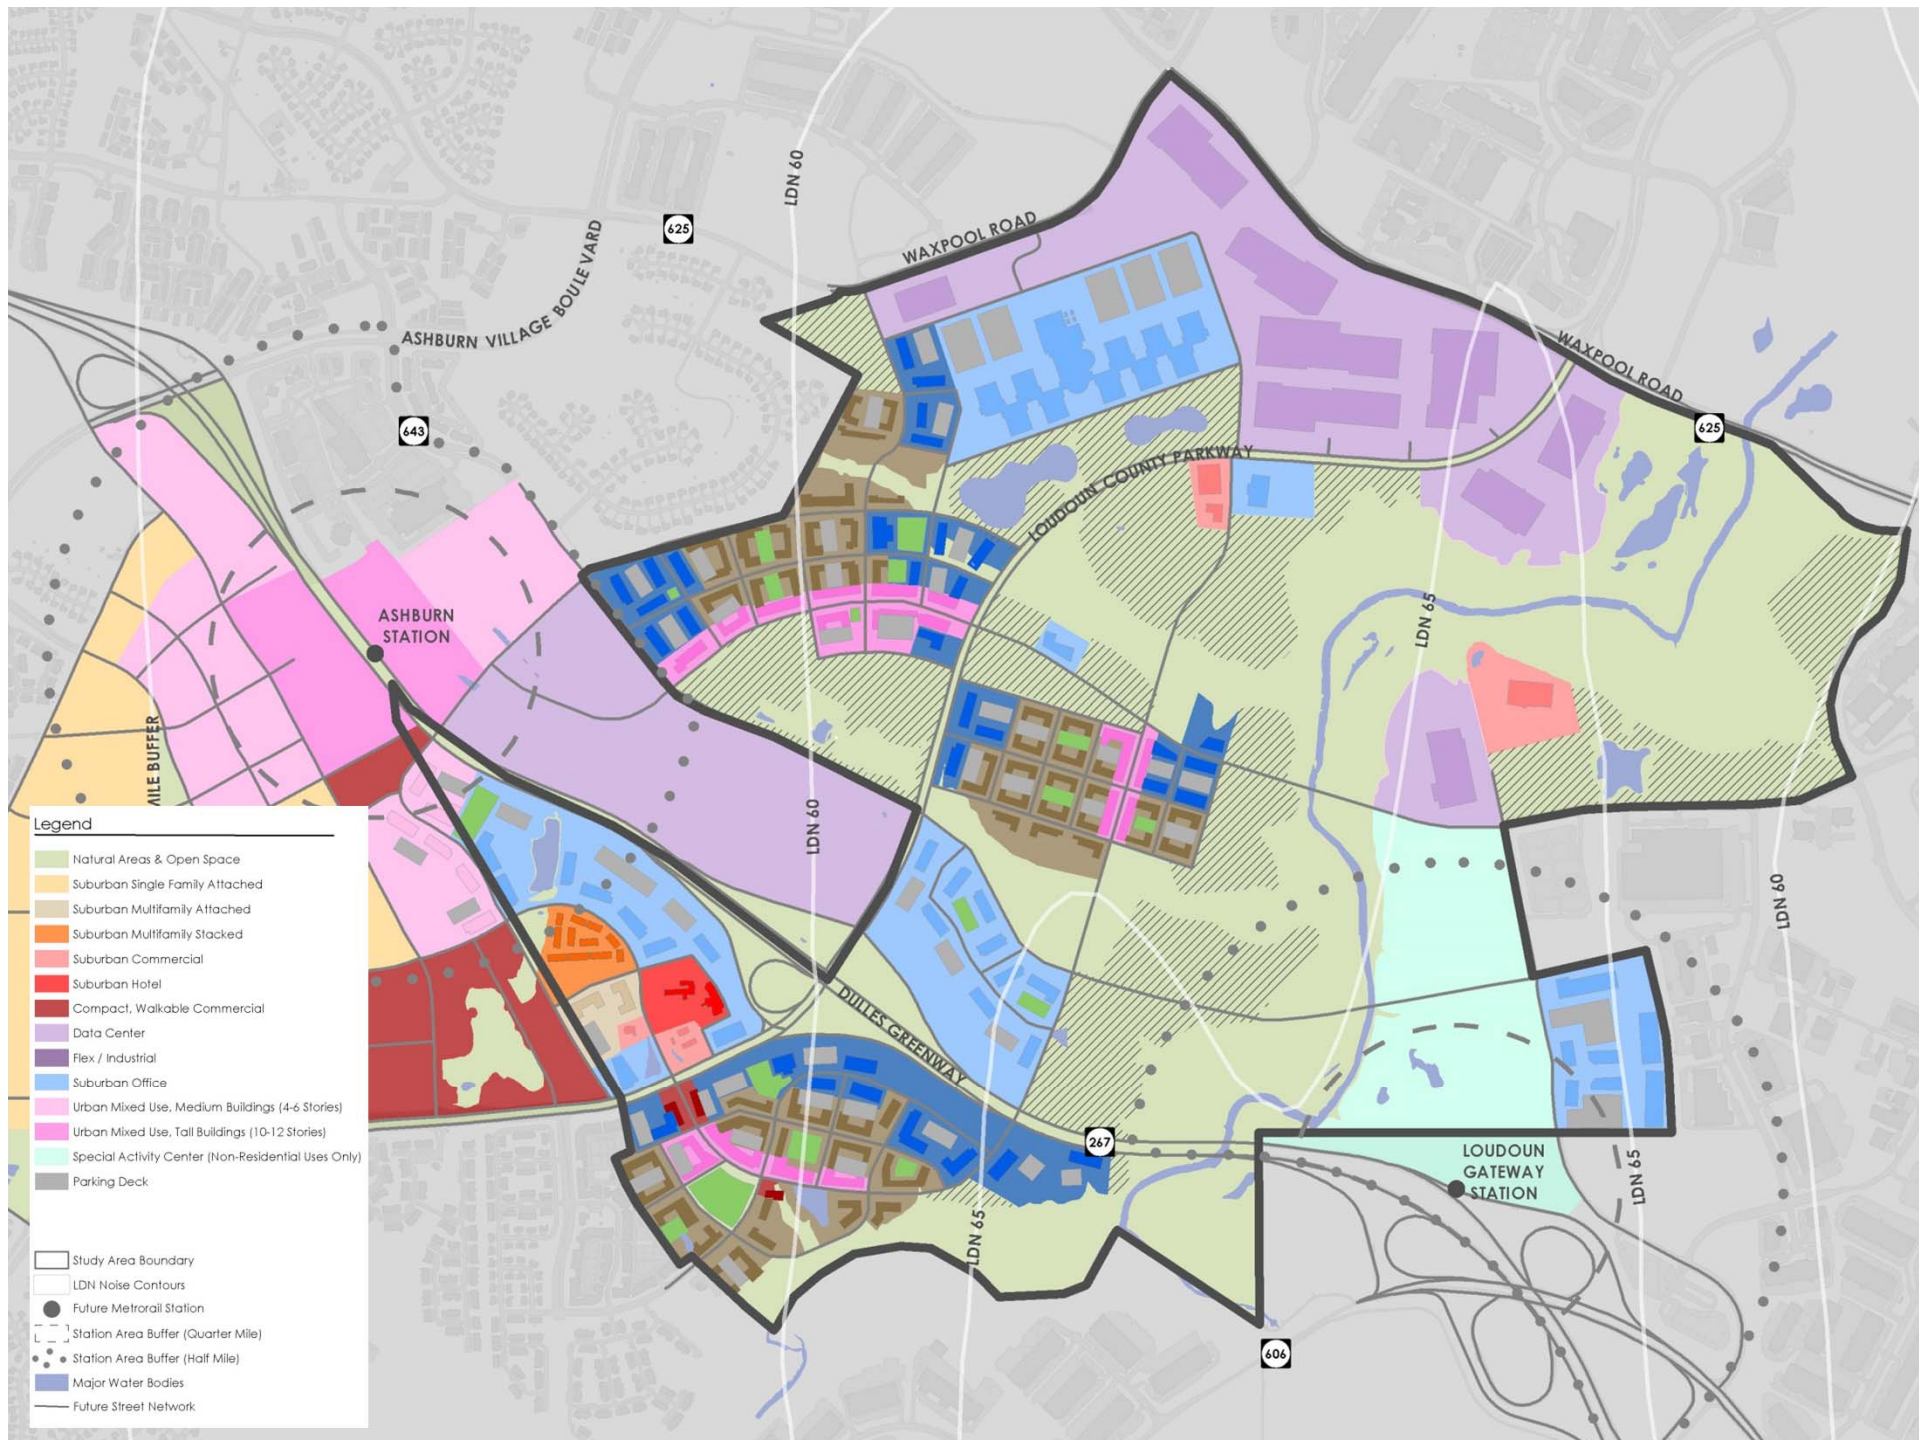 LDN 60
625
WAXPOOL ROAD
ASHBURN VILLAGE BOULEVARD
WAXPOOL ROAD
625
643
LOUDOUN COUNTY PARKWAY
ASHBURN
STATION
LDN 65
MILE BUFFER
LDN 60
LDN 60
DULLES GREENWAY
267
LOUDOUN
GATEWAY
STATION
LDN 65
LDN 65
606
Legend
Natural Areas & Open Space
Suburban Single Family Attached
Suburban Multifamily Attached
Suburban Multifamily Stacked
Suburban Commercial
Suburban Hotel
Compact, Walkable Commercial
Data Center
Flex / Industrial
Suburban Office
Urban Mixed Use, Medium Buildings (4-6 Stories)
Urban Mixed Use, Tall Buildings (10-12 Stories)
Special Activity Center (Non-Residential Uses Only)
Parking Deck
Study Area Boundary
LDN Noise Contours
Future Metrorail Station
Station Area Buffer (Quarter Mile)
Station Area Buffer (Half Mile)
Major Water Bodies
Future Street Network